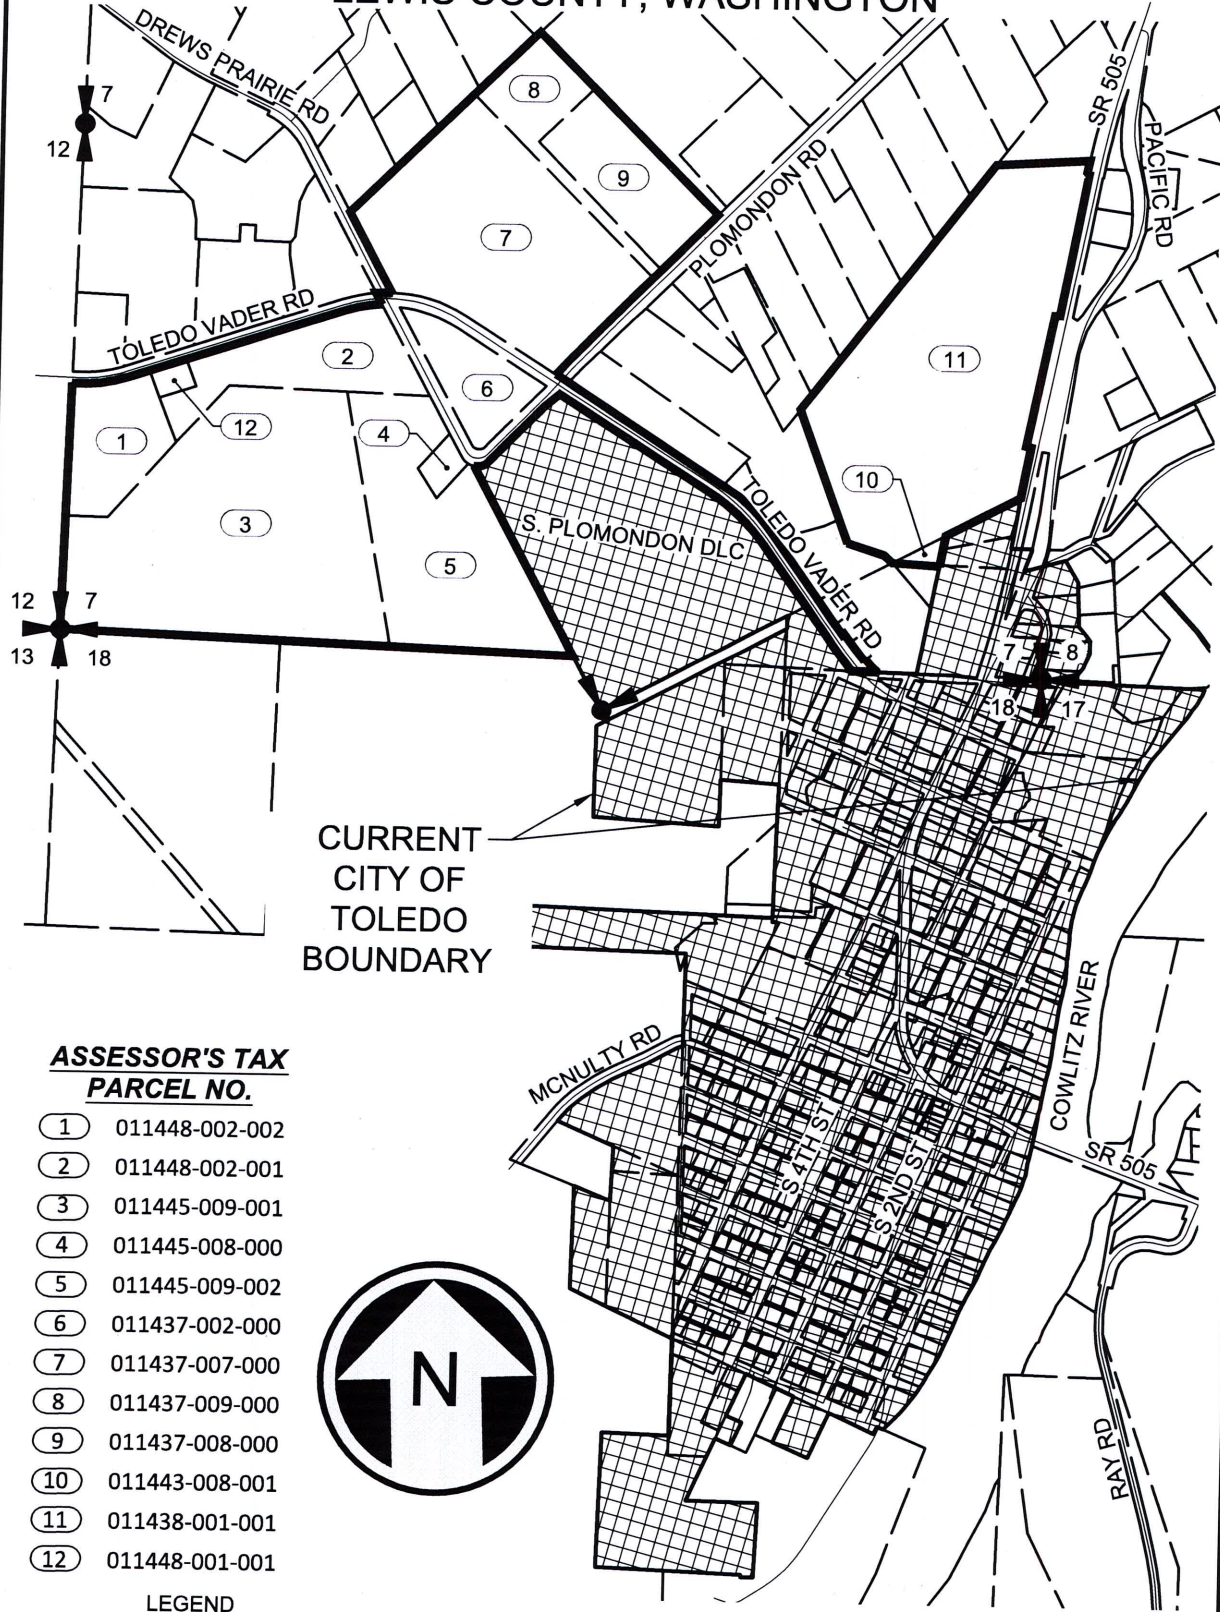 LEWIS COUNTY, WASHINGTON
DREWS PRAIRIE RD
7
12
8
9
7
PLOMONDON RD
SR 505
PACIFIC RD
TOLEDO VADER RD
2
6
11
1
12
4
10
3
5
S. PLOMONDON DLC
TOLEDO VADER RD
12
7
13
18
7
8
18
17
CURRENT
CITY OF
TOLEDO
BOUNDARY
MCNULTY RD
COWLITZ RIVER
SR 505
S 4TH ST
S 2ND ST
RAY RD
ASSESSOR'S TAX
PARCEL NO.
1 011448-002-002
2 011448-002-001
3 011445-009-001
4 011445-008-000
5 011445-009-002
6 011437-002-000
7 011437-007-000
8 011437-009-000
9 011437-008-000
10 011443-008-001
11 011438-001-001
12 011448-001-001
N
LEGEND